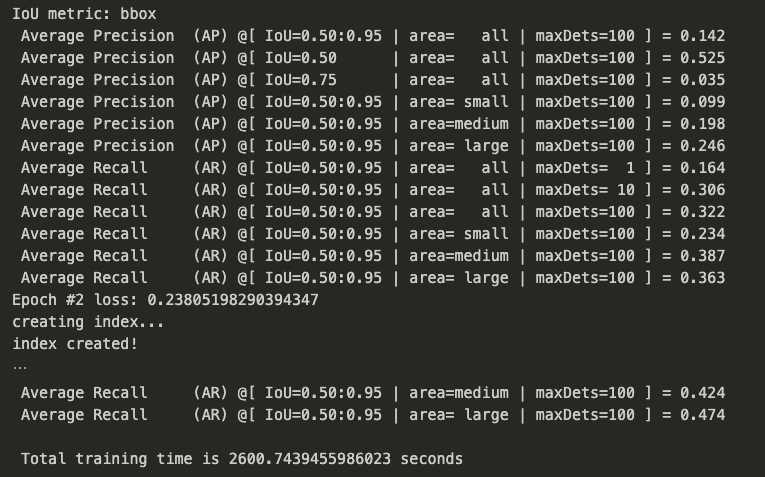 IoU metric: bbox
 Average Precision  (AP) @[ IoU=0.50:0.95 | area=   all | maxDets=100 ] = 0.142
 Average Precision  (AP) @[ IoU=0.50      | area=   all | maxDets=100 ] = 0.525
 Average Precision  (AP) @[ IoU=0.75      | area=   all | maxDets=100 ] = 0.035
 Average Precision  (AP) @[ IoU=0.50:0.95 | area= small | maxDets=100 ] = 0.099
 Average Precision  (AP) @[ IoU=0.50:0.95 | area=medium | maxDets=100 ] = 0.198
 Average Precision  (AP) @[ IoU=0.50:0.95 | area= large | maxDets=100 ] = 0.246
 Average Recall     (AR) @[ IoU=0.50:0.95 | area=   all | maxDets=  1 ] = 0.164
 Average Recall     (AR) @[ IoU=0.50:0.95 | area=   all | maxDets= 10 ] = 0.306
 Average Recall     (AR) @[ IoU=0.50:0.95 | area=   all | maxDets=100 ] = 0.322
 Average Recall     (AR) @[ IoU=0.50:0.95 | area= small | maxDets=100 ] = 0.234
 Average Recall     (AR) @[ IoU=0.50:0.95 | area=medium | maxDets=100 ] = 0.387
 Average Recall     (AR) @[ IoU=0.50:0.95 | area= large | maxDets=100 ] = 0.363
Epoch #2 loss: 0.23805198290394347
creating index...
index created!
...
 Average Recall     (AR) @[ IoU=0.50:0.95 | area=medium | maxDets=100 ] = 0.424
 Average Recall     (AR) @[ IoU=0.50:0.95 | area= large | maxDets=100 ] = 0.474
 Total training time is 2600.7439455986023 seconds